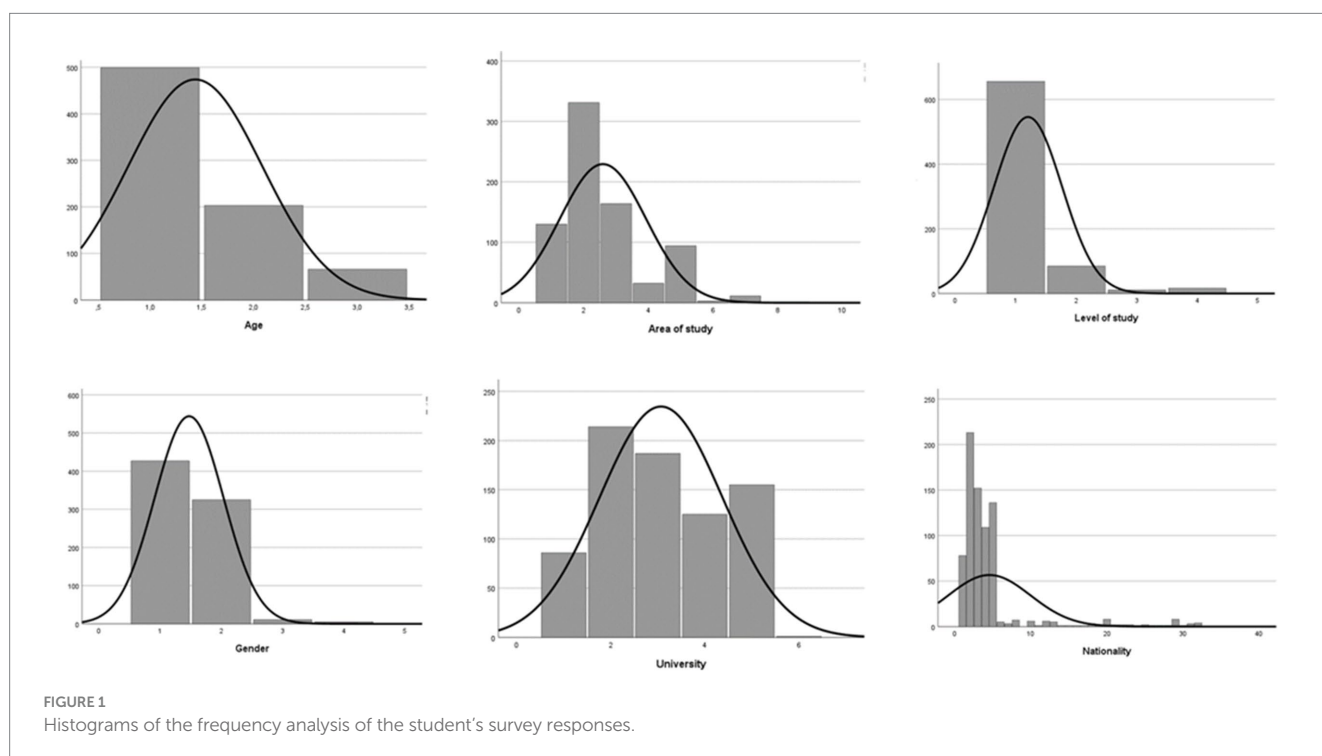 500
400
300
200
100
0
,5 1,0 1,5 2,0 2,5 3,0 3,5
Age
400
300
200
100
0
0 2 4 6 8 10
Area of study
600
400
200
0
0 1 2 3 4 5
Level of study
600
500
400
300
200
100
0
0 1 2 3 4 5
Gender
250
200
150
100
50
0
0 2 4 6
University
250
200
150
100
50
0
0 10 20 30 40
Nationality
FIGURE 1
Histograms of the frequency analysis of the student’s survey responses.